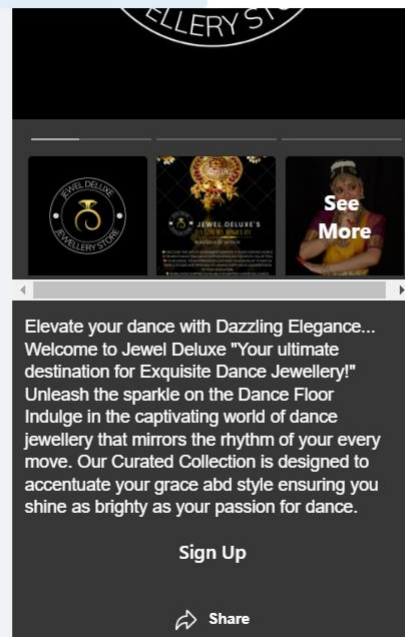 ELLERY STO
JEWEL DELUXE
JEWELLERY STORE
JEWEL DELUXE'S
See
More
Elevate your dance with Dazzling Elegance...
Welcome to Jewel Deluxe "Your ultimate
destination for Exquisite Dance Jewellery!"
Unleash the sparkle on the Dance Floor
Indulge in the captivating world of dance
jewellery that mirrors the rhythm of your every
move. Our Curated Collection is designed to
accentuate your grace abd style ensuring you
shine as brighty as your passion for dance.
Sign Up
Share